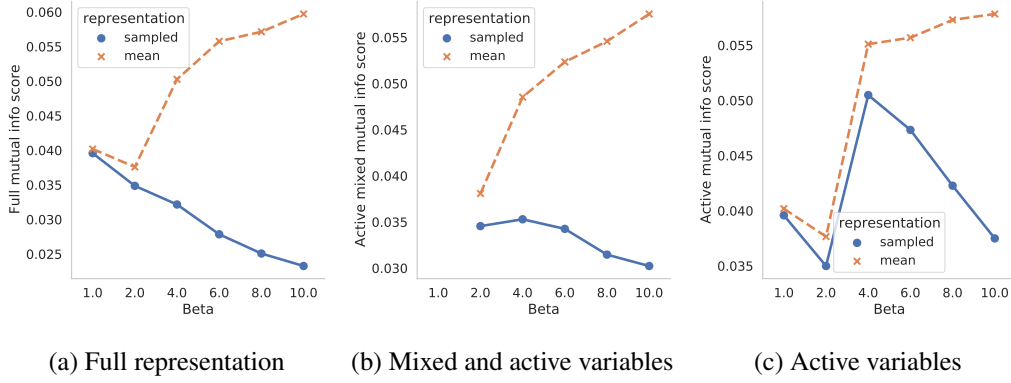 Full mutual info score
0.060
0.055
0.050
0.045
0.040
0.035
0.030
0.025
representation
sampled
mean
1.0 2.0 4.0 6.0 8.0 10.0
Beta
(a) Full representation
Active mixed mutual info score
0.055
0.050
0.045
0.040
0.035
0.030
representation
sampled
mean
1.0 2.0 4.0 6.0 8.0 10.0
Beta
(b) Mixed and active variables
Active mutual info score
0.055
0.050
0.045
0.040
0.035
representation
sampled
mean
1.0 2.0 4.0 6.0 8.0 10.0
Beta
(c) Active variables